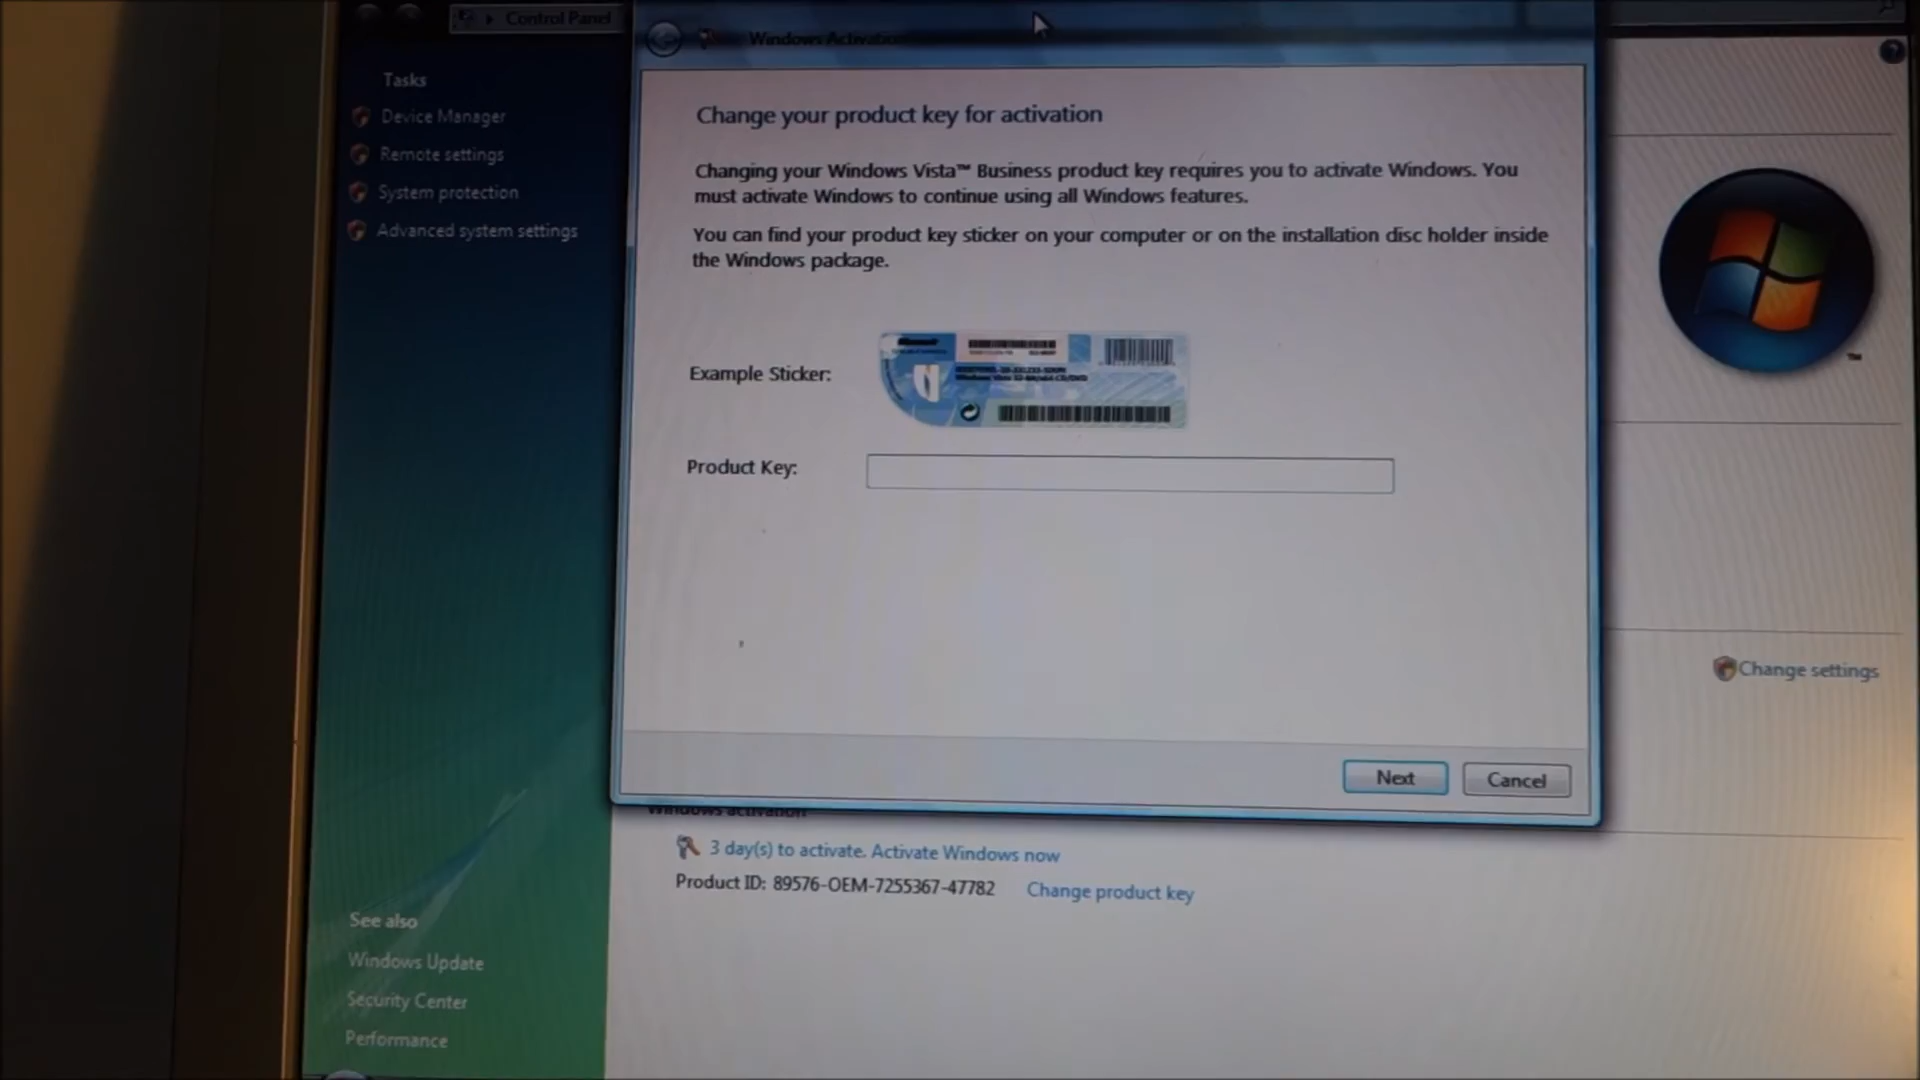 Control Panel
Windows Activation
Tasks
Device Manager
Remote settings
System protection
Advanced system settings
Change your product key for activation
Changing your Windows Vista™ Business product key requires you to activate Windows. You
must activate Windows to continue using all Windows features.
You can find your product key sticker on your computer or on the installation disc holder inside
the Windows package.
Example Sticker:
Product Key:
Next
Cancel
TM
Change settings
Windows activation
3 day(s) to activate. Activate Windows now
Product ID: 89576-OEM-7255367-47782
Change product key
See also
Windows Update
Security Center
Performance